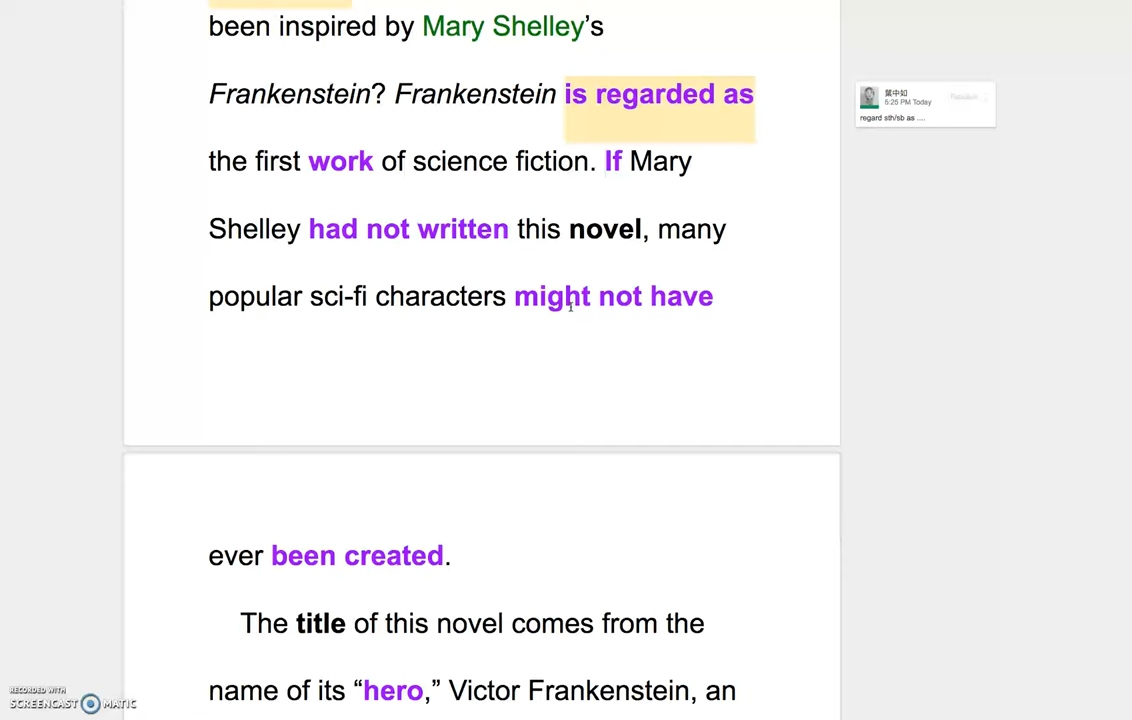 been inspired by Mary Shelley’s
Frankenstein? Frankenstein is regarded as
the first work of science fiction. If Mary
Shelley had not written this novel, many
popular sci-fi characters might not have
葉中如
5:25 PM Today
regard sth/sb as ....
ever been created.
The title of this novel comes from the
name of its “hero,” Victor Frankenstein, an
RECORDED WITH
SCREENCAST MATIC